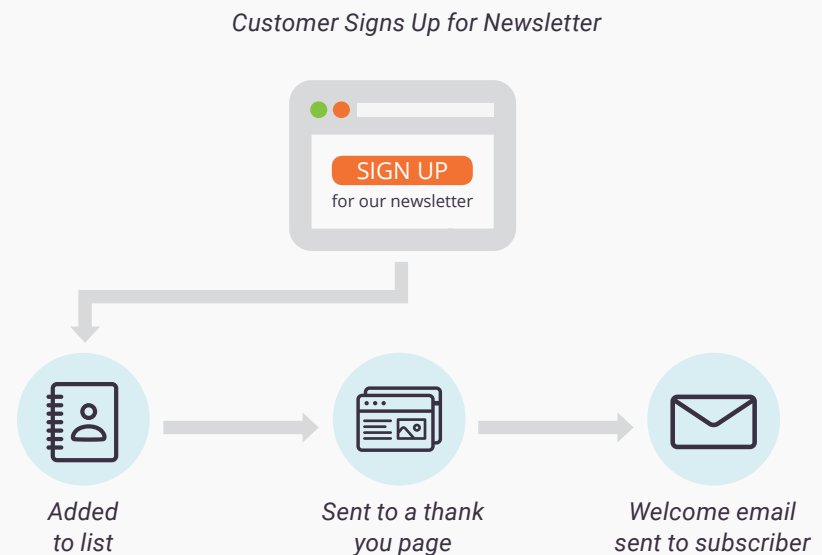 Customer Signs Up for Newsletter
SIGN UP
for our newsletter
Added
to list
Sent to a thank
you page
Welcome email
sent to subscriber